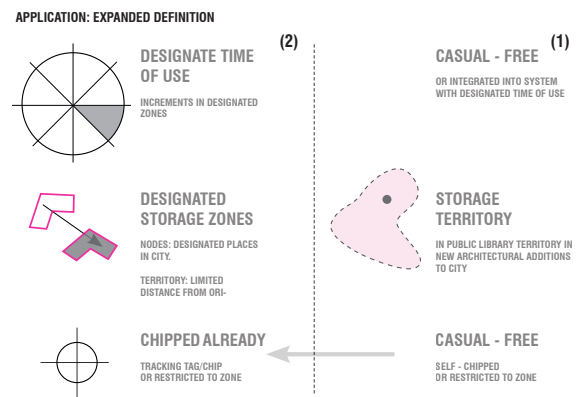 APPLICATION: EXPANDED DEFINITION
(2)
DESIGNATE TIME
OF USE
INCREMENTS IN DESIGNATED
ZONES
DESIGNATED
STORAGE ZONES
NODES: DESIGNATED PLACES
IN CITY.
TERRITORY: LIMITED
DISTANCE FROM ORI-
CHIPPED ALREADY
TRACKING TAG/CHIP
OR RESTRICTED TO ZONE
(1)
CASUAL - FREE
OR INTEGRATED INTO SYSTEM
WITH DESIGNATED TIME OF USE
STORAGE
TERRITORY
IN PUBLIC LIBRARY TERRITORY IN
NEW ARCHITECTURAL ADDITIONS
TO CITY
CASUAL - FREE
SELF - CHIPPED
OR RESTRICTED TO ZONE